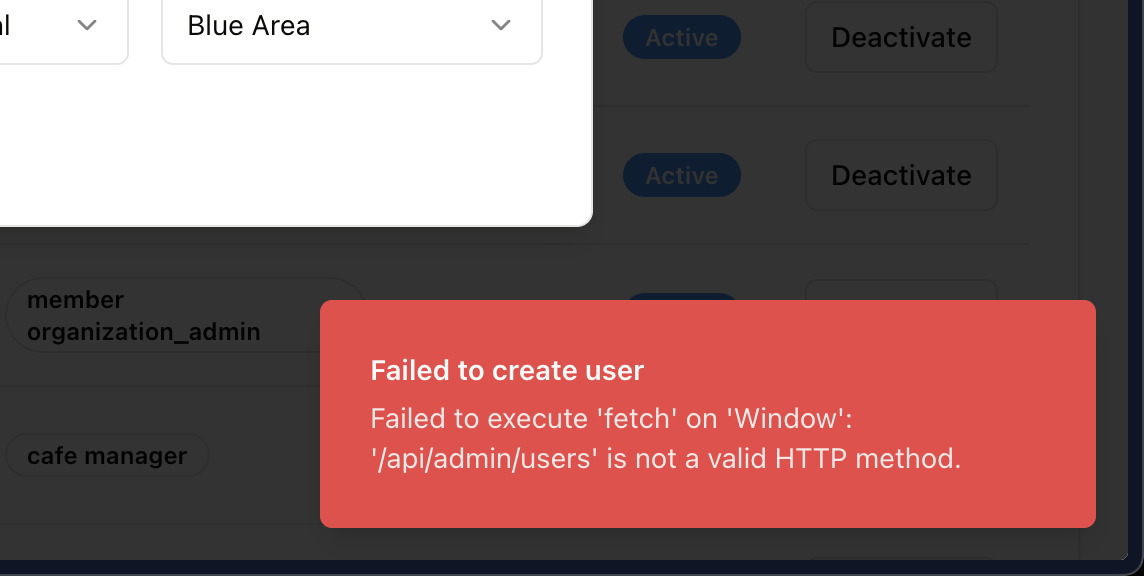 Blue Area
Active
Deactivate
Active
Deactivate
member
organization_admin
Failed to create user
Failed to execute 'fetch' on 'Window':
'/api/admin/users' is not a valid HTTP method.
cafe manager